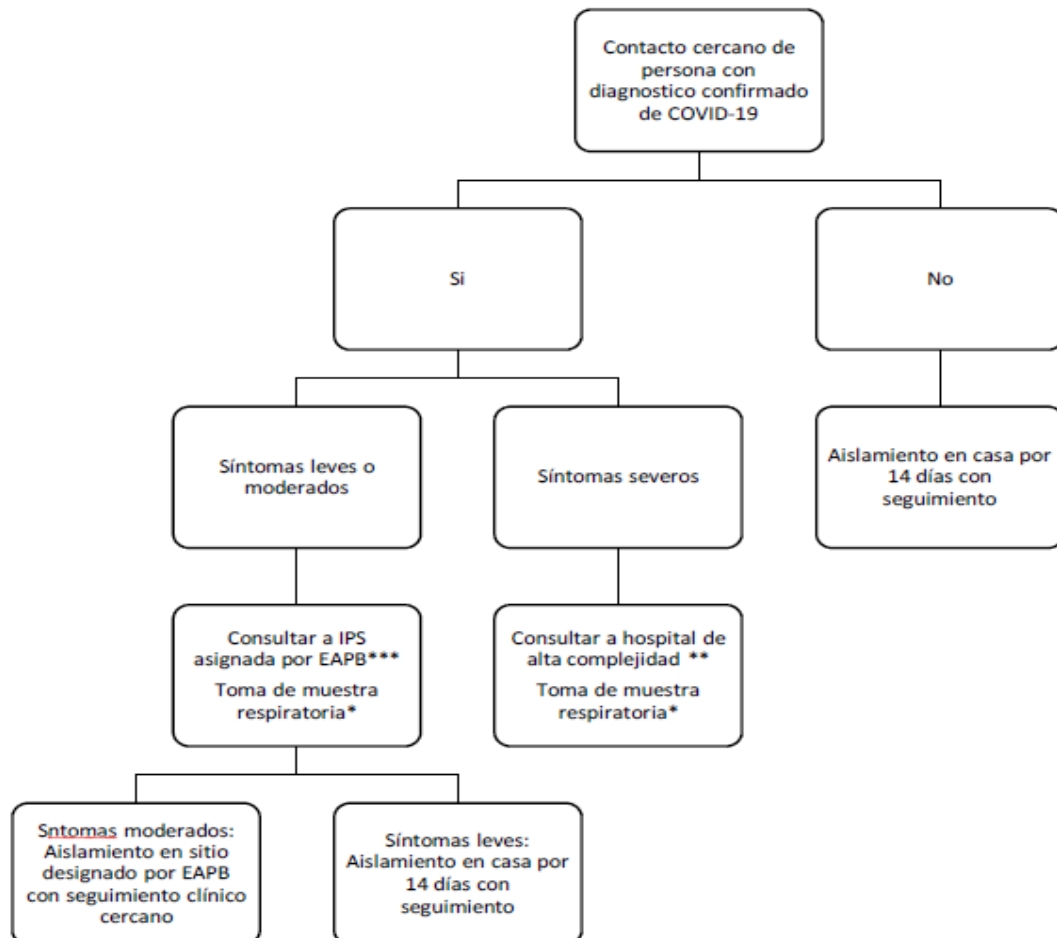 Contacto cercano de
persona con
diagnostico confirmado
de COVID-19
Si
No
Síntomas leves o
moderados
Síntomas severos
Aislamiento en casa por
14 días con
seguimiento
Consultar a IPS
asignada por EAPB***
Toma de muestra
respiratoria*
Consultar a hospital de
alta complejidad **
Toma de muestra
respiratoria*
Sntomas moderados:
Aislamiento en sitio
designado por EAPB
con seguimiento clínico
cercano
Síntomas leves:
Aislamiento en casa por
14 días con
seguimiento